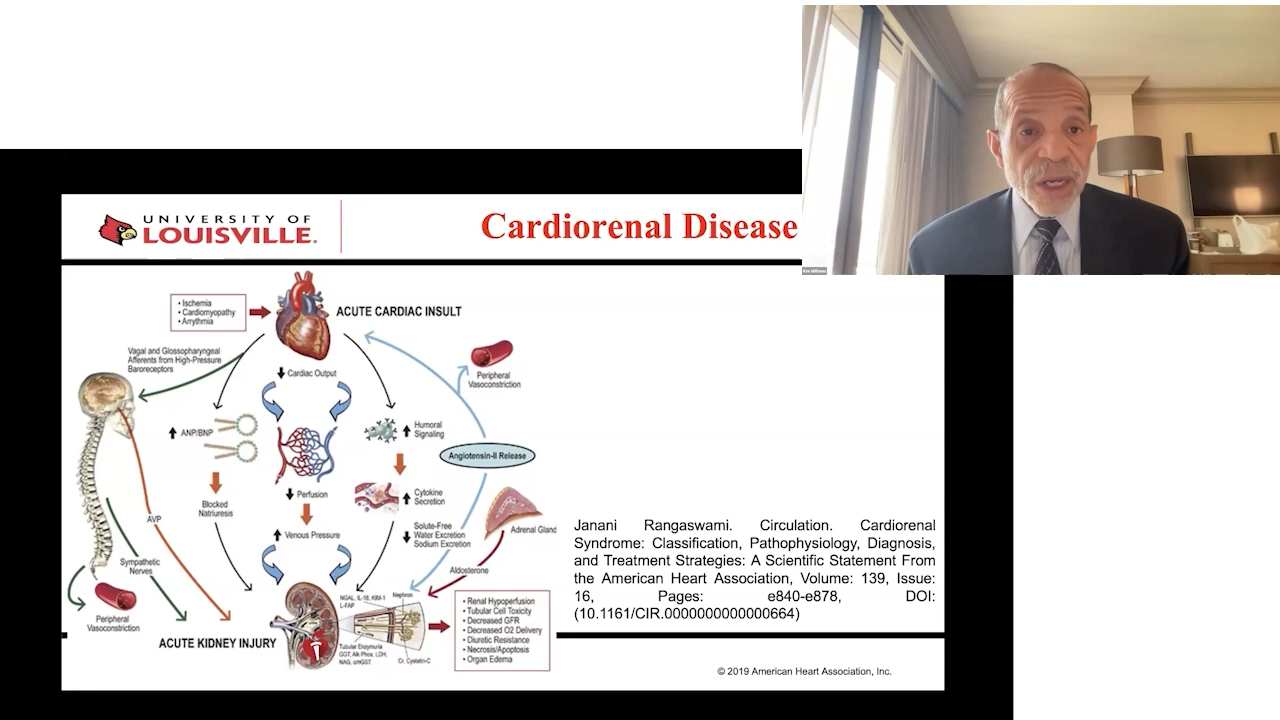 Kim Williams
UNIVERSITY OF
LOUISVILLE.
Cardiorenal Disease
• Ischemia
• Cardiomyopathy
• Arrythmia
ACUTE CARDIAC INSULT
Vagal and Glossopharyngeal
Afferents from High-Pressure
Baroreceptors
Cardiac Output
Peripheral
Vasoconstriction
ANP/BNP
Humoral
Signaling
Angiotensin-II Release
Perfusion
Cytokine
Secretion
Blocked
Natriuresis
AVP
Venous Pressure
Solute-Free
Water Excretion
Sodium Excretion
Adrenal Gland
Sympathetic
Nerves
Aldosterone
Peripheral
Vasoconstriction
NGAL, IL-18, KIM-1
L-FAP
Nephron
ACUTE KIDNEY INJURY
Tubular Enzymuria
GGT, Alk Phos, LDH,
NAG, α/πGST
Cr, Cystatin-C
• Renal Hypoperfusion
• Tubular Cell Toxicity
• Decreased GFR
• Decreased O2 Delivery
• Diuretic Resistance
• Necrosis/Apoptosis
• Organ Edema
Janani Rangaswami. Circulation. Cardiorenal
Syndrome: Classification, Pathophysiology, Diagnosis,
and Treatment Strategies: A Scientific Statement From
the American Heart Association, Volume: 139, Issue:
16, Pages: e840-e878, DOI:
(10.1161/CIR.0000000000000664)
© 2019 American Heart Association, Inc.